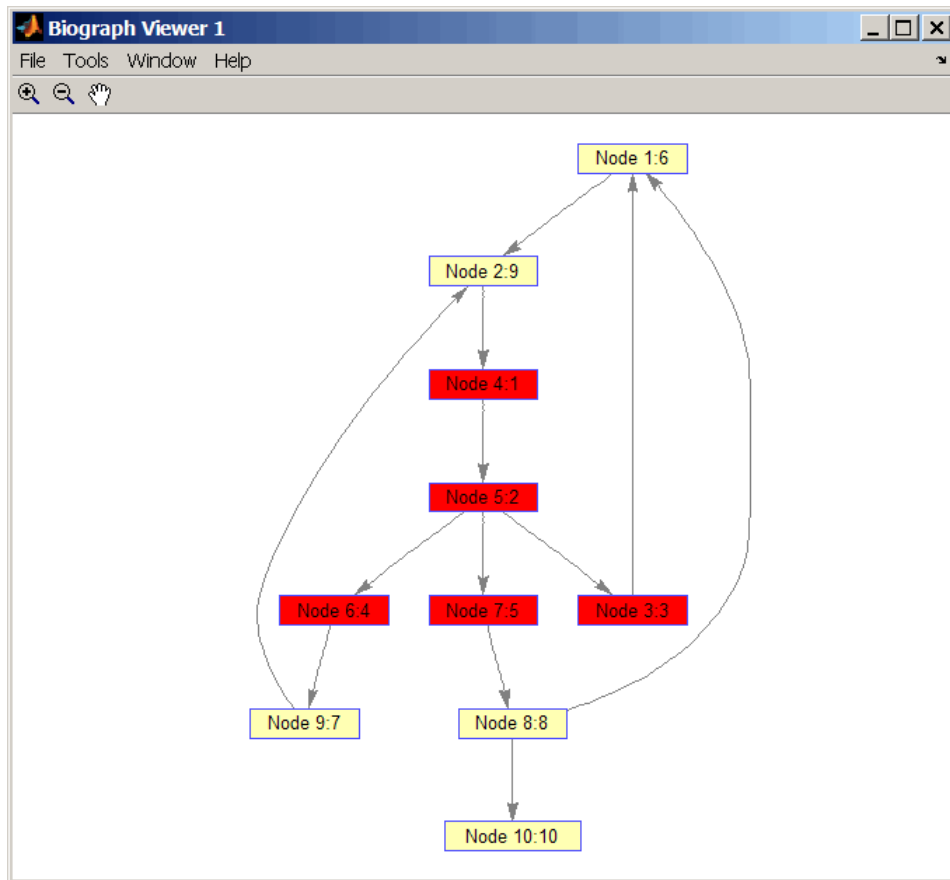 Biograph Viewer 1
File Tools Window Help
Node 1:6
Node 2:9
Node 4:1
Node 5:2
Node 6:4 Node 7:5 Node 3:3
Node 9:7 Node 8:8
Node 10:10